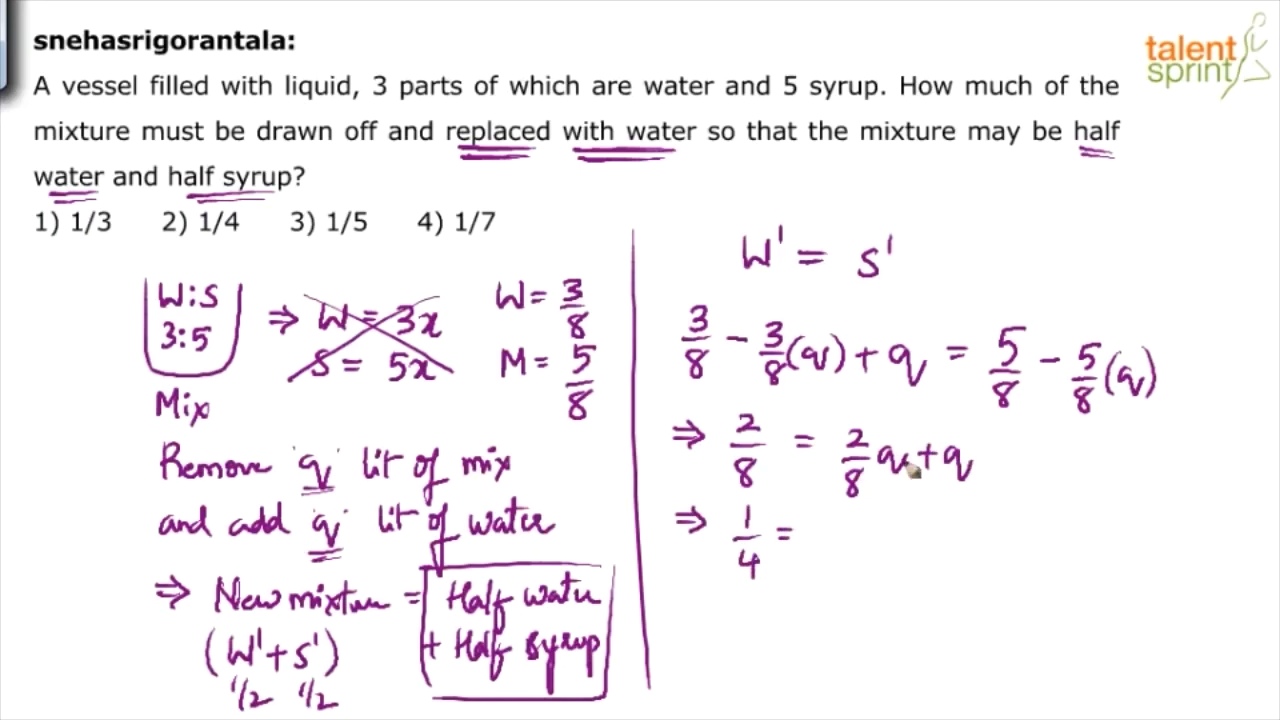 snehasrigorantala:
talent
sprint
A vessel filled with liquid, 3 parts of which are water and 5 syrup. How much of the
mixture must be drawn off and replaced with water so that the mixture may be half
water and half syrup?
1) 1/3 2) 1/4 3) 1/5 4) 1/7
W:S
3:5
Mix
⇒ W = 3x
S = 5x
W = 3/8
M = 5/8
Remove 'q' lit of mix
and add 'q' lit of water
⇒ New mixture = Half water
+ Half syrup
(W' + S')
1/2 1/2
W' = S'
3/8 - 3/8(q) + q = 5/8 - 5/8(q)
⇒ 2/8 = 2/8 q + q
⇒ 1/4 =